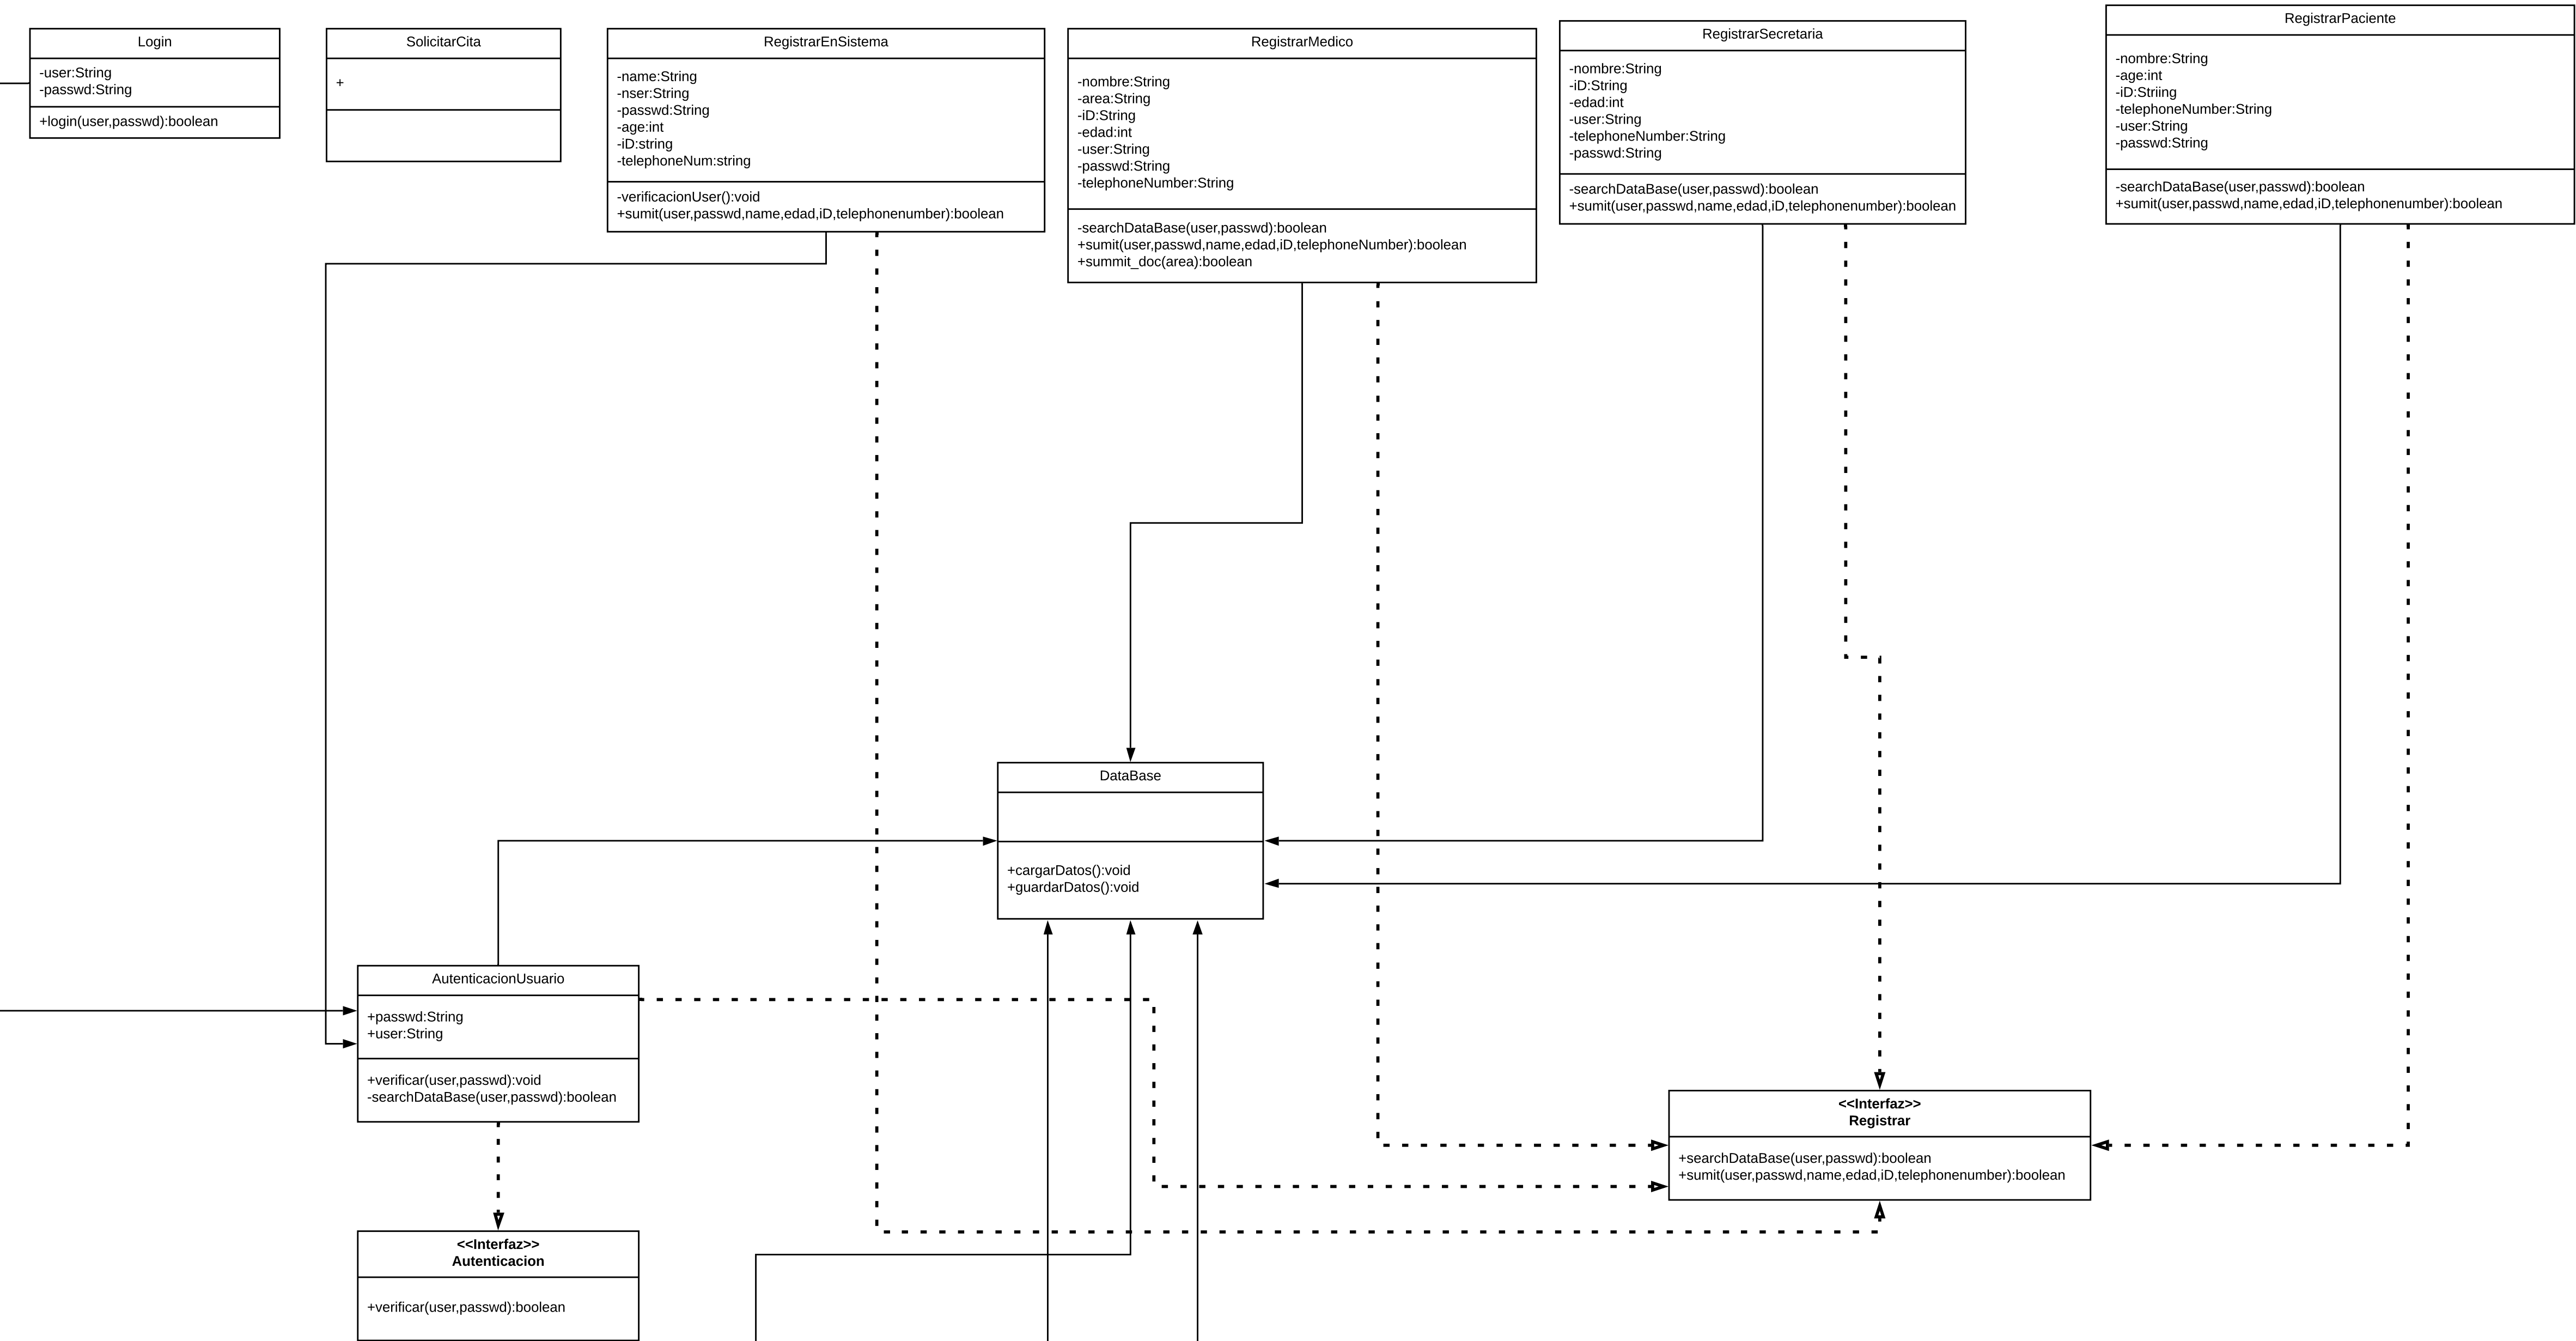 Login
-user:String
-passwd:String
+login(user,passwd):boolean
SolicitarCita
+
RegistrarEnSistema
-name:String
-nser:String
-passwd:String
-age:int
-iD:string
-telephoneNum:string
-verificacionUser():void
+sumit(user,passwd,name,edad,iD,telephonenumber):boolean
RegistrarMedico
-nombre:String
-area:String
-iD:String
-edad:int
-user:String
-passwd:String
-telephoneNumber:String
-searchDataBase(user,passwd):boolean
+sumit(user,passwd,name,edad,iD,telephoneNumber):boolean
+summit_doc(area):boolean
RegistrarSecretaria
-nombre:String
-iD:String
-edad:int
-user:String
-telephoneNumber:String
-passwd:String
-searchDataBase(user,passwd):boolean
+sumit(user,passwd,name,edad,iD,telephonenumber):boolean
RegistrarPaciente
-nombre:String
-age:int
-iD:Striing
-telephoneNumber:String
-user:String
-passwd:String
-searchDataBase(user,passwd):boolean
+sumit(user,passwd,name,edad,iD,telephonenumber):boolean
DataBase
+cargarDatos():void
+guardarDatos():void
AutenticacionUsuario
+passwd:String
+user:String
+verificar(user,passwd):void
-searchDataBase(user,passwd):boolean
<<Interfaz>>
Registrar
+searchDataBase(user,passwd):boolean
+sumit(user,passwd,name,edad,iD,telephonenumber):boolean
<<Interfaz>>
Autenticacion
+verificar(user,passwd):boolean